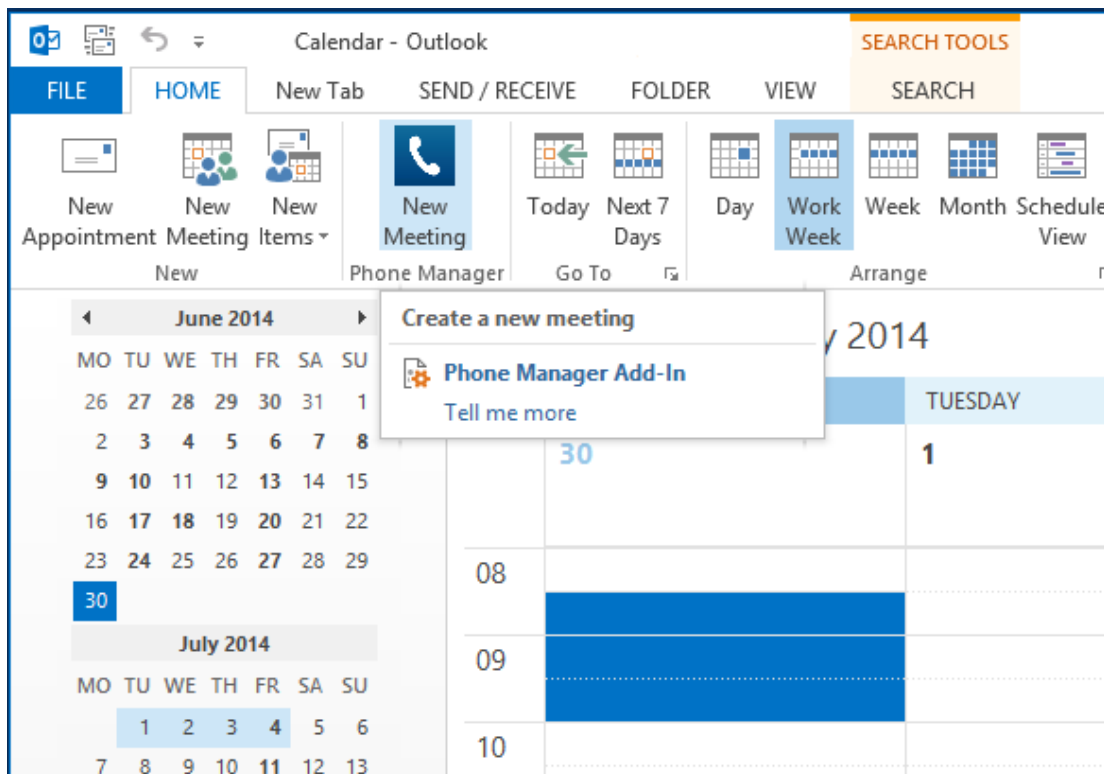 Calendar - Outlook
SEARCH TOOLS
FILE HOME New Tab SEND / RECEIVE FOLDER VIEW SEARCH
New Appointment
New Meeting
New Items
New
New Meeting
Phone Manager
Today
Next 7 Days
Go To
Day
Work Week
Week
Month
Schedule View
Arrange
Create a new meeting
Phone Manager Add-In
Tell me more
June 2014
MO TU WE TH FR SA SU
26 27 28 29 30 31 1
2 3 4 5 6 7 8
9 10 11 12 13 14 15
16 17 18 19 20 21 22
23 24 25 26 27 28 29
30
July 2014
MO TU WE TH FR SA SU
1 2 3 4 5 6
7 8 9 10 11 12 13
y 2014
TUESDAY
30 1
08
09
10